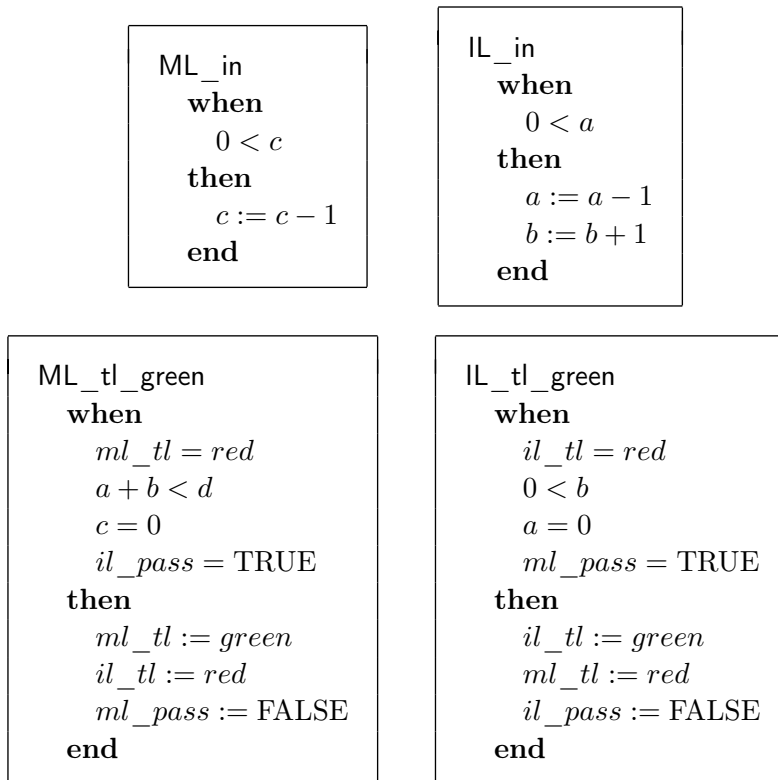 ML_in
when
0 < c
then
c := c − 1
end
IL_in
when
0 < a
then
a := a − 1
b := b + 1
end
ML_tl_green
when
ml_tl = red
a + b < d
c = 0
il_pass = TRUE
then
ml_tl := green
il_tl := red
ml_pass := FALSE
end
IL_tl_green
when
il_tl = red
0 < b
a = 0
ml_pass = TRUE
then
il_tl := green
ml_tl := red
il_pass := FALSE
end